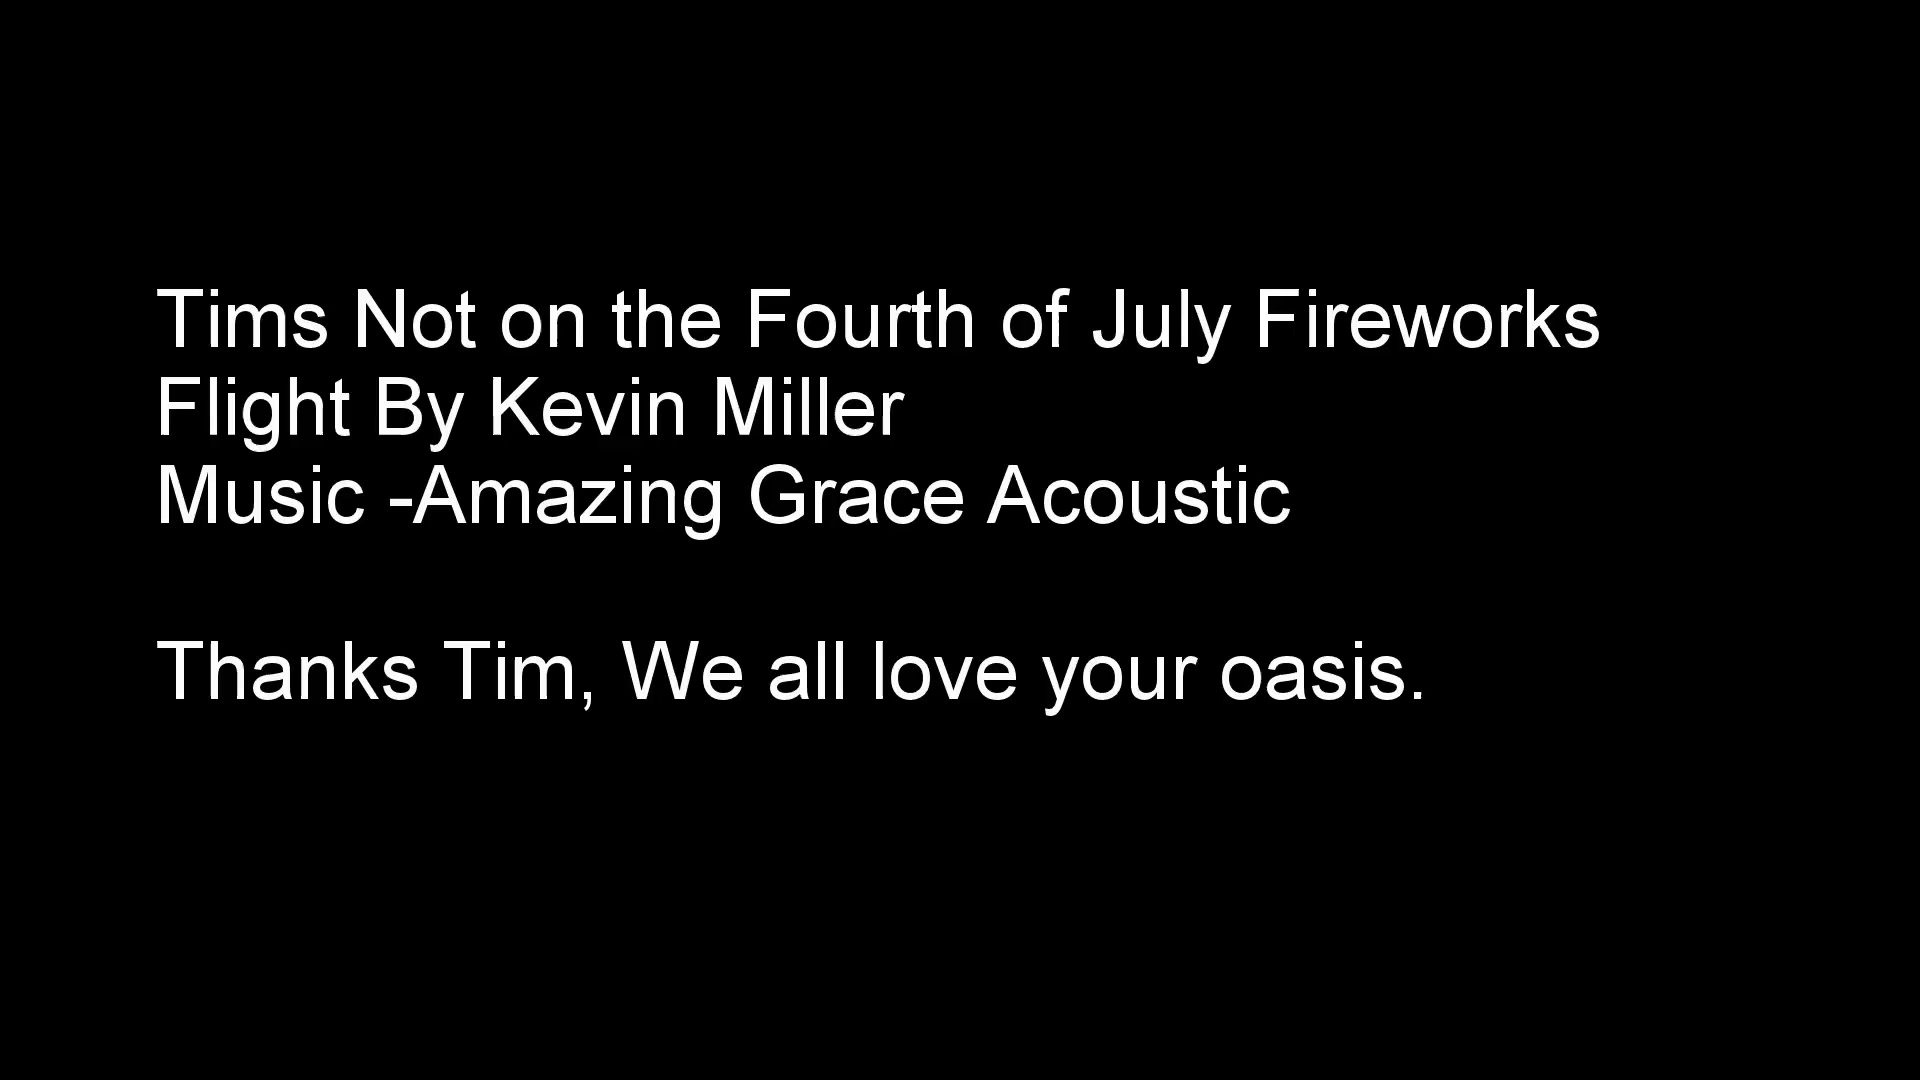 Tims Not on the Fourth of July Fireworks
Flight By Kevin Miller
Music -Amazing Grace Acoustic
Thanks Tim, We all love your oasis.